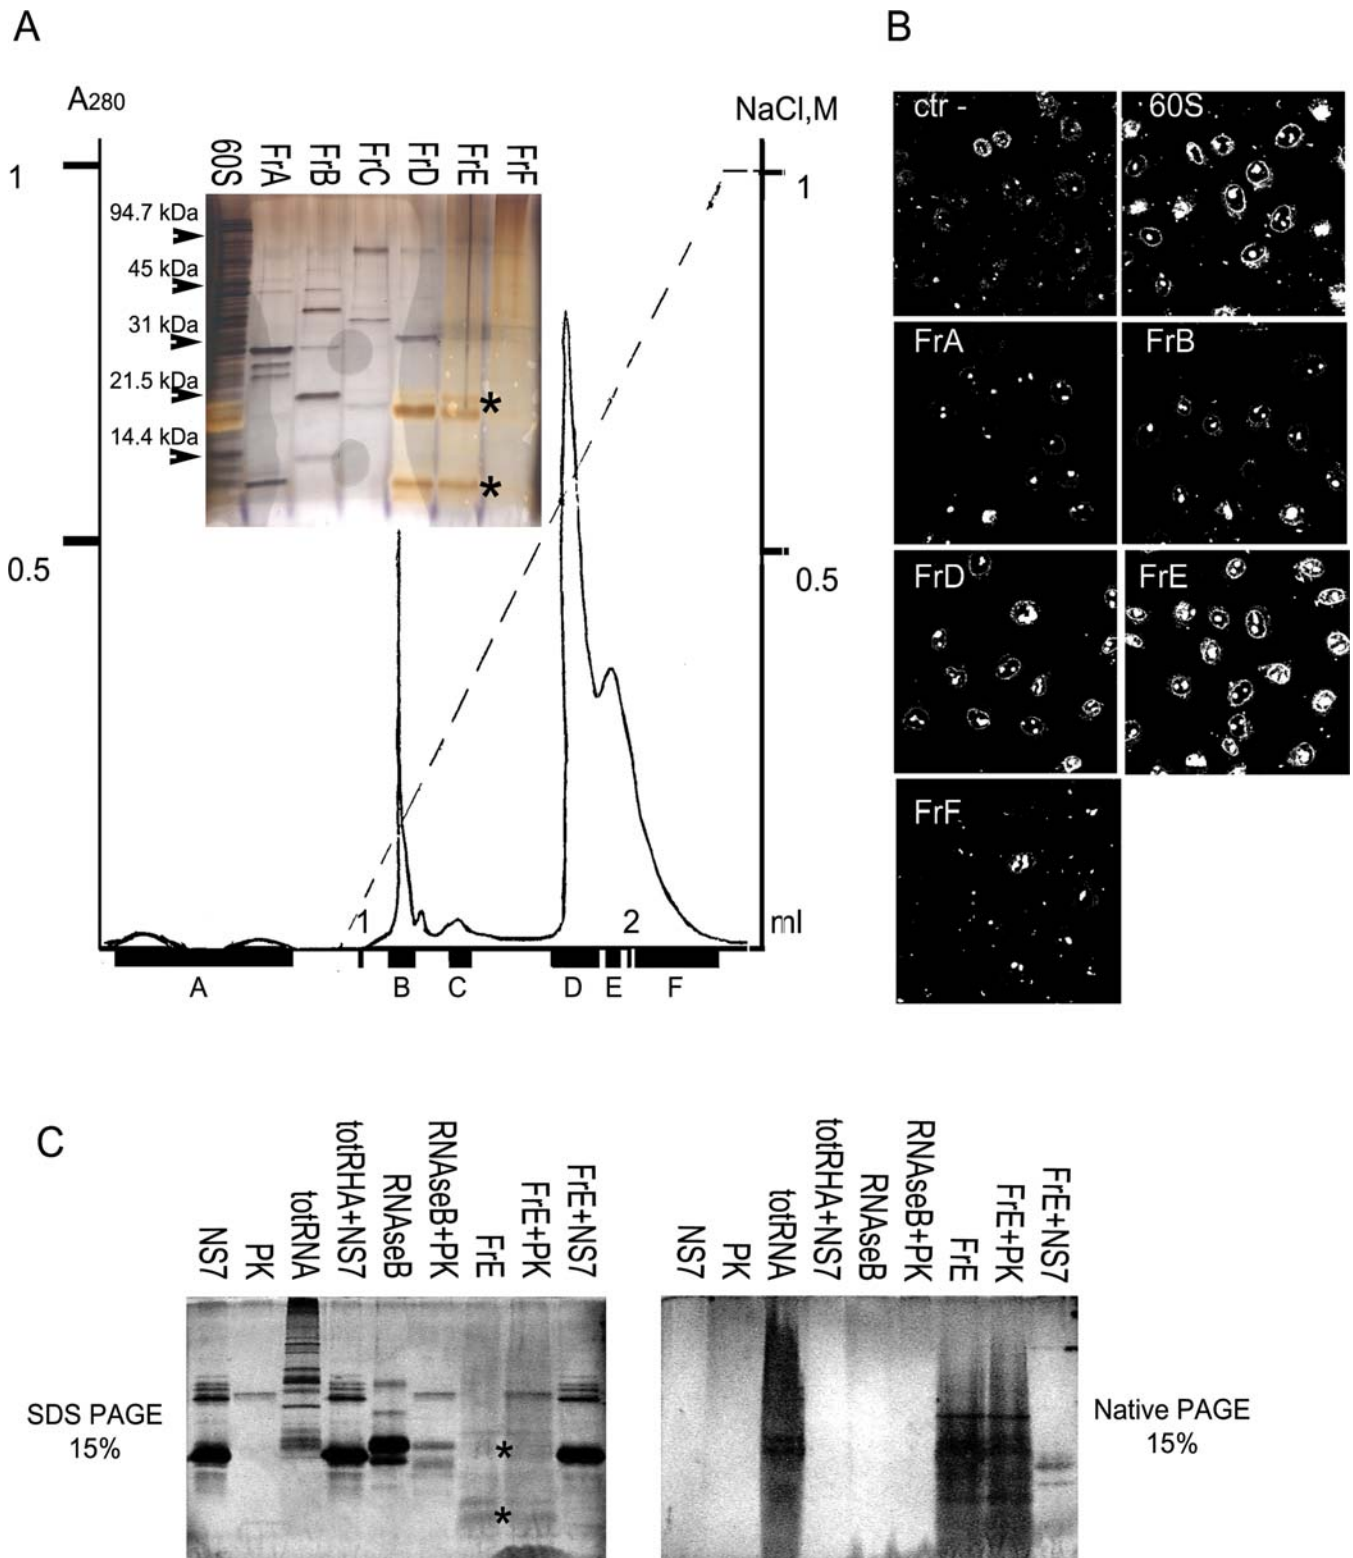 A
B
A280
NaCl,M
1
0.5
1
0.5
60S
FrA
FrB
FrC
FrD
FrE
FrF
94.7 kDa
45 kDa
31 kDa
21.5 kDa
14.4 kDa
*
*
1
2
ml
A
B
C
D
E
F
ctr -
60S
FrA
FrB
FrD
FrE
FrF
C
NS7
PK
totRNA
totRHA+NS7
RNAseB
RNAseB+PK
FrE
FrE+PK
FrE+NS7
NS7
PK
totRNA
totRHA+NS7
RNAseB
RNAseB+PK
FrE
FrE+PK
FrE+NS7
SDS PAGE
15%
*
*
Native PAGE
15%